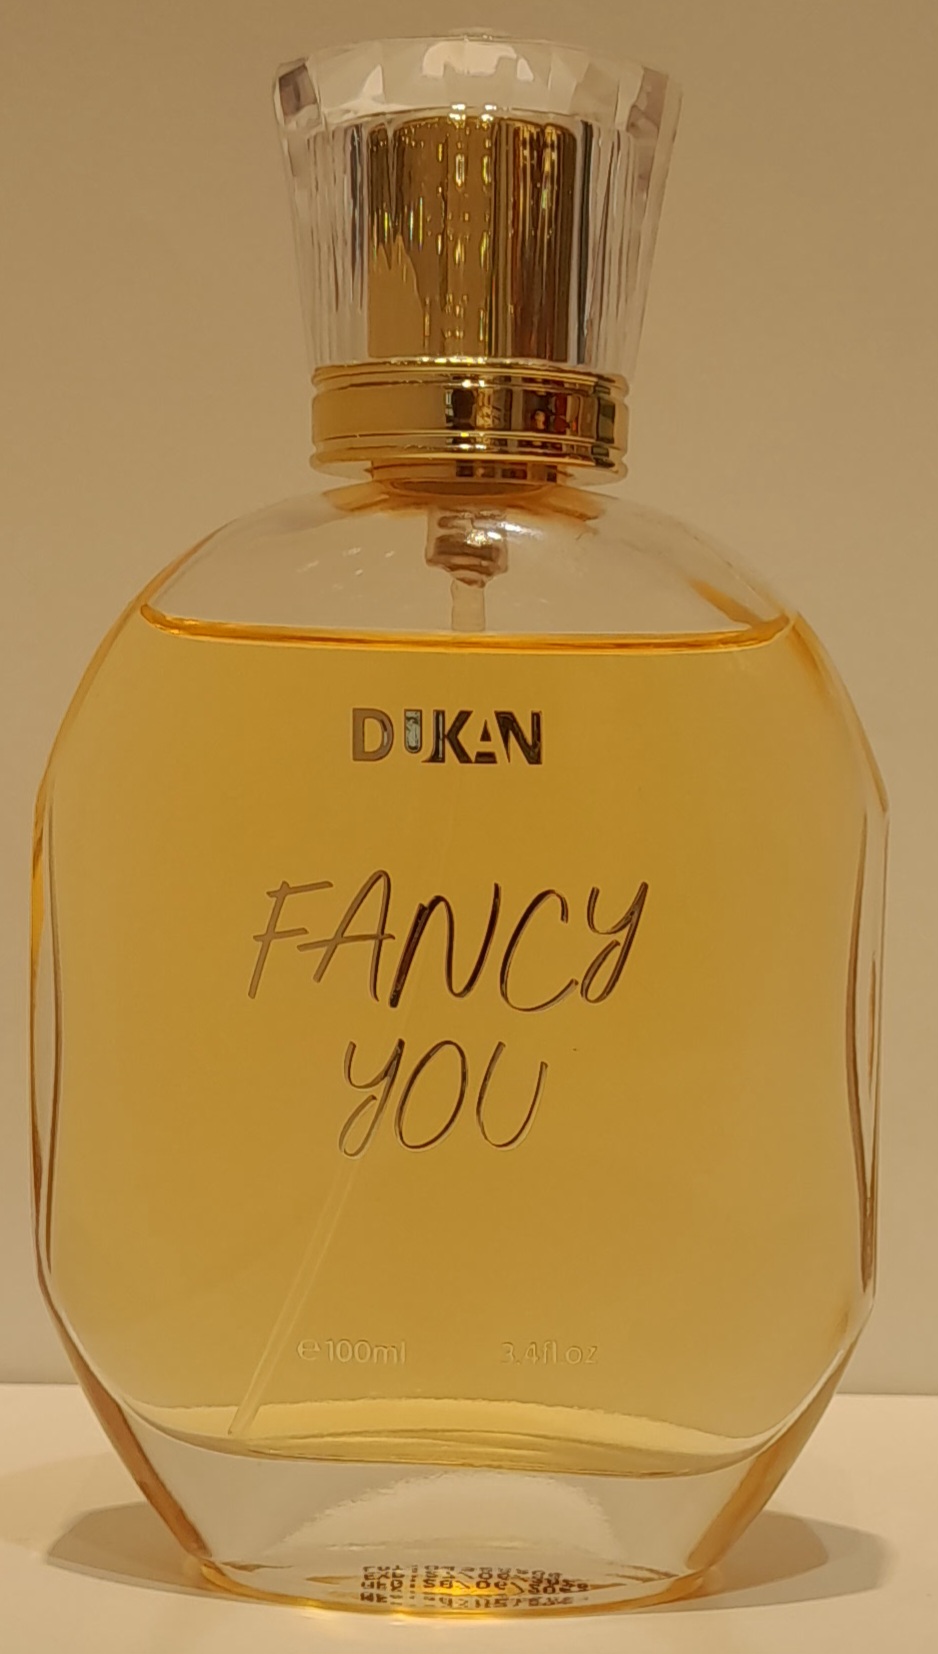 DUKAN
FANCY
YOU
℮100ml 3.4fl oz